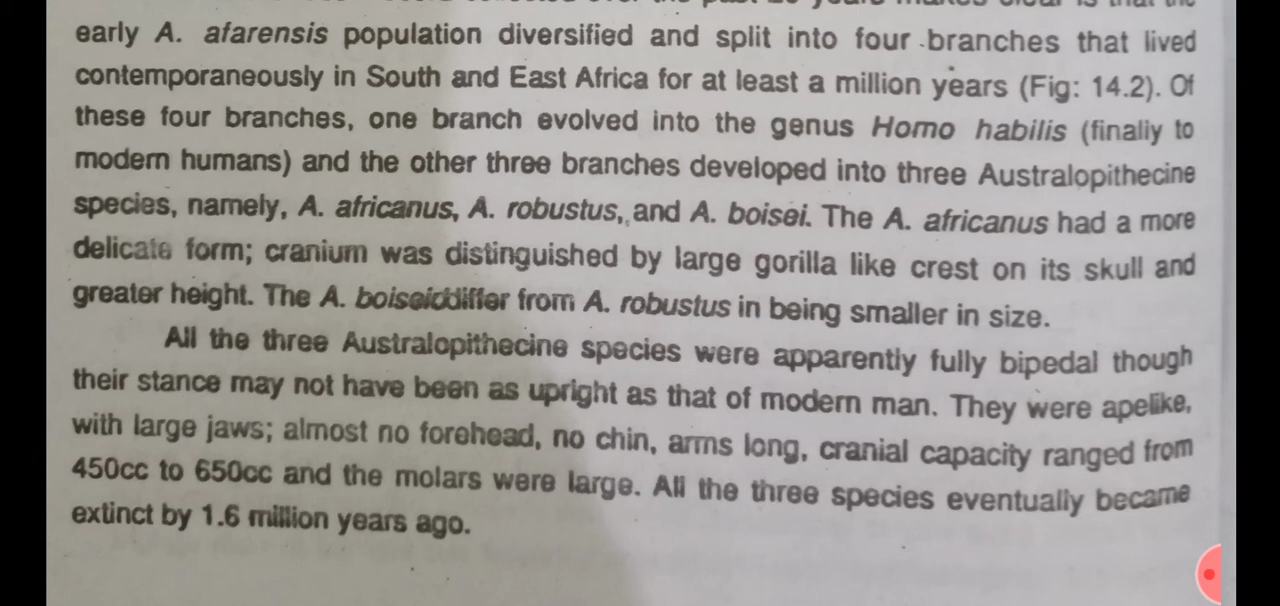 early A. afarensis population diversified and split into four branches that lived
contemporaneously in South and East Africa for at least a million years (Fig: 14.2). Of
these four branches, one branch evolved into the genus Homo habilis (finaliy to
modern humans) and the other three branches developed into three Australopithecine
species, namely, A. africanus, A. robustus, and A. boisei. The A. africanus had a more
delicate form; cranium was distinguished by large gorilla like crest on its skull and
greater height. The A. boiseiddiffer from A. robustus in being smaller in size.
All the three Australopithecine species were apparently fully bipedal though
their stance may not have been as upright as that of modern man. They were apelike,
with large jaws; almost no forehead, no chin, arms long, cranial capacity ranged from
450cc to 650cc and the molars were large. All the three species eventually became
extinct by 1.6 million years ago.